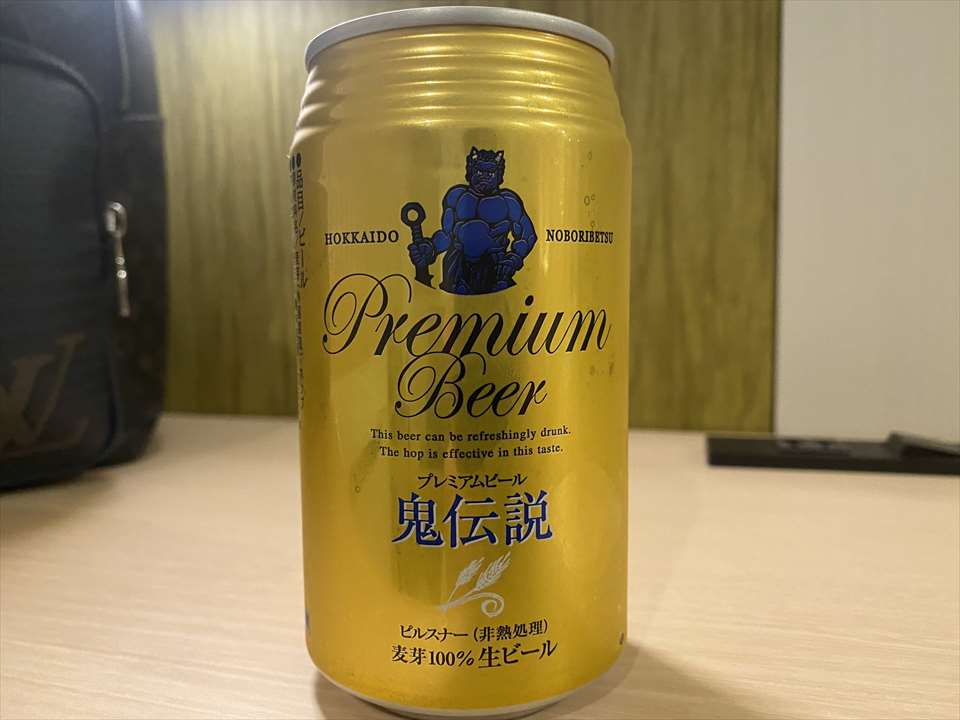 HOKKAIDO
NOBORIBETSU
Premium
Beer
This beer can be refreshingly drunk.
The hop is effective in this taste.
プレミアムビール
鬼伝説
ピルスナー(非熱処理)
麦芽100%生ビール